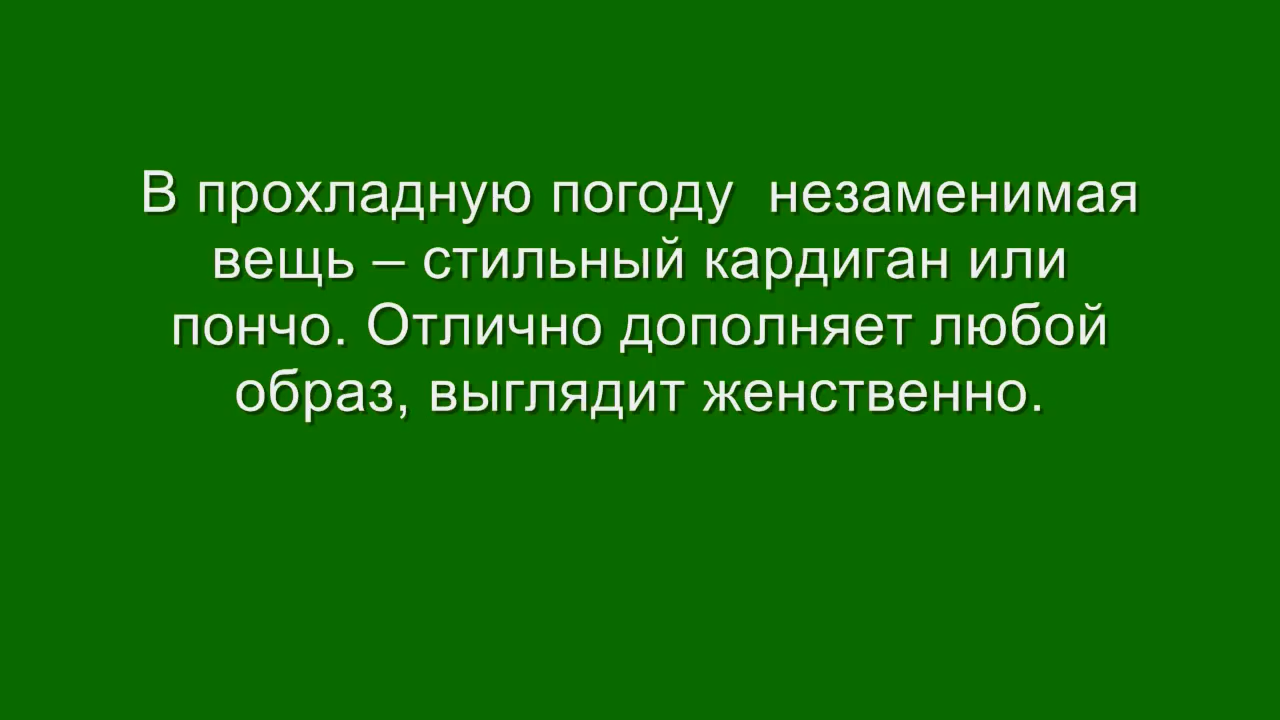 В прохладную погоду  незаменимая
вещь – стильный кардиган или
пончо. Отлично дополняет любой
образ, выглядит женственно.